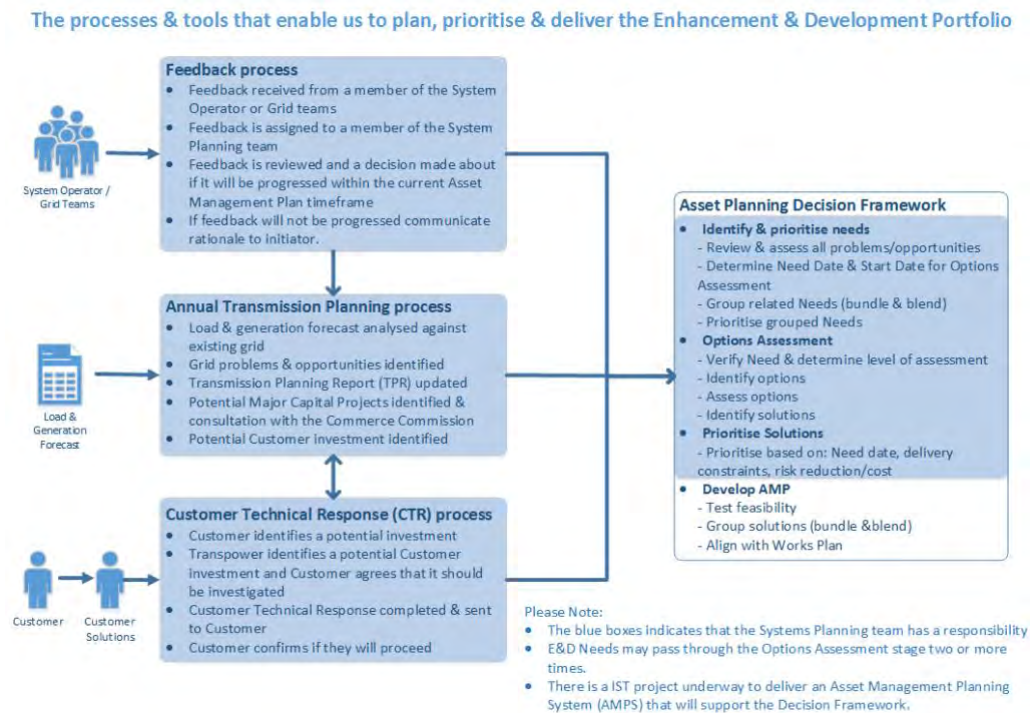 The processes & tools that enable us to plan, prioritise & deliver the Enhancement & Development Portfolio
System Operator /
Grid Teams
Feedback process
• Feedback received from a member of the System
Operator or Grid teams
• Feedback is assigned to a member of the System
Planning team
• Feedback is reviewed and a decision made about
if it will be progressed within the current Asset
Management Plan timeframe
• If feedback will not be progressed communicate
rationale to initiator.
Load &
Generation
Forecast
Annual Transmission Planning process
• Load & generation forecast analysed against
existing grid
• Grid problems & opportunities identified
• Transmission Planning Report (TPR) updated
• Potential Major Capital Projects identified &
consultation with the Commerce Commission
• Potential Customer investment identified
Customer
Customer
Solutions
Customer Technical Response (CTR) process
• Customer identifies a potential investment
• Transpower identifies a potential Customer
investment and Customer agrees that it should
be investigated
• Customer Technical Response completed & sent
to Customer
• Customer confirms if they will proceed
Asset Planning Decision Framework
• Identify & prioritise needs
- Review & assess all problems/opportunities
- Determine Need Date & Start Date for Options
Assessment
- Group related Needs (bundle & blend)
- Prioritise grouped Needs
• Options Assessment
- Verify Need & determine level of assessment
- Identify options
- Assess options
- Identify solutions
• Prioritise Solutions
- Prioritise based on: Need date, delivery
constraints, risk reduction/cost
• Develop AMP
- Test feasibility
- Group solutions (bundle &blend)
- Align with Works Plan
Please Note:
• The blue boxes indicates that the Systems Planning team has a responsibility
• E&D Needs may pass through the Options Assessment stage two or more
times.
• There is a IST project underway to deliver an Asset Management Planning
System (AMPS) that will support the Decision Framework.